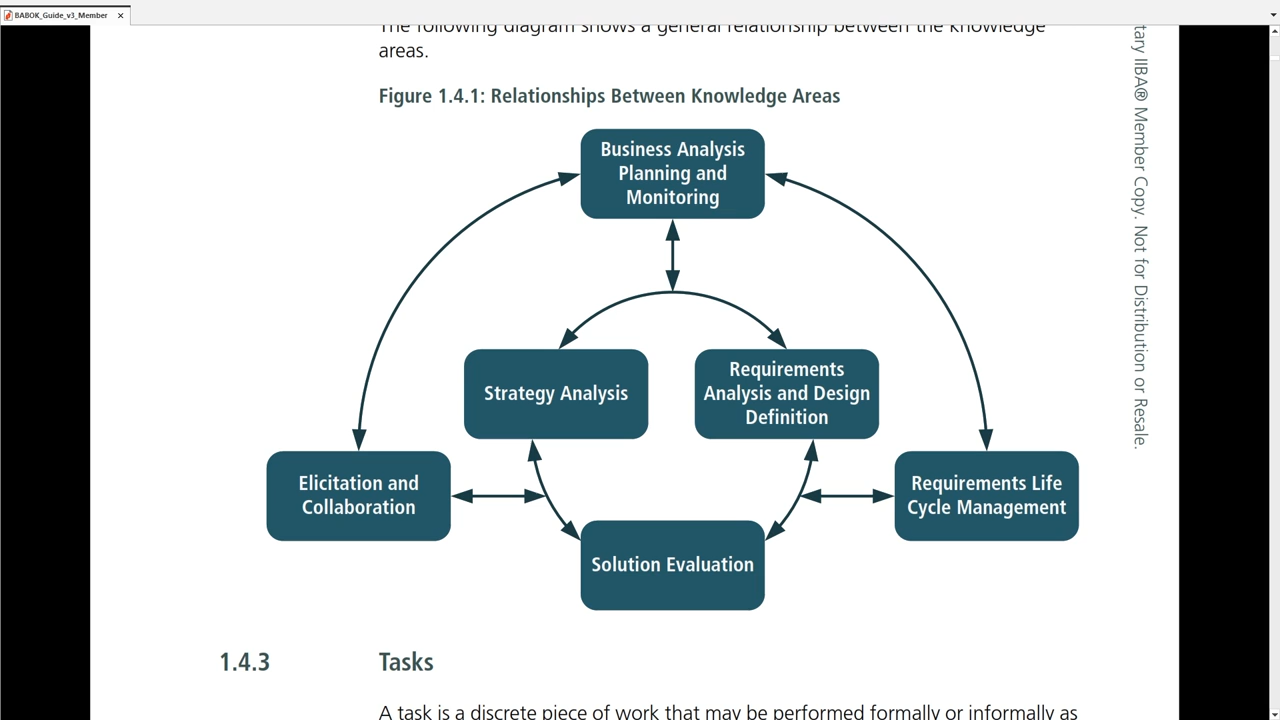 BABOK_Guide_v3_Member
The following diagram shows a general relationship between the knowledge
areas.
Figure 1.4.1: Relationships Between Knowledge Areas
Business Analysis
Planning and
Monitoring
Strategy Analysis
Requirements
Analysis and Design
Definition
Elicitation and
Collaboration
Requirements Life
Cycle Management
Solution Evaluation
1.4.3 Tasks
A task is a discrete piece of work that may be performed formally or informally as
tary IIBA® Member Copy. Not for Distribution or Resale.